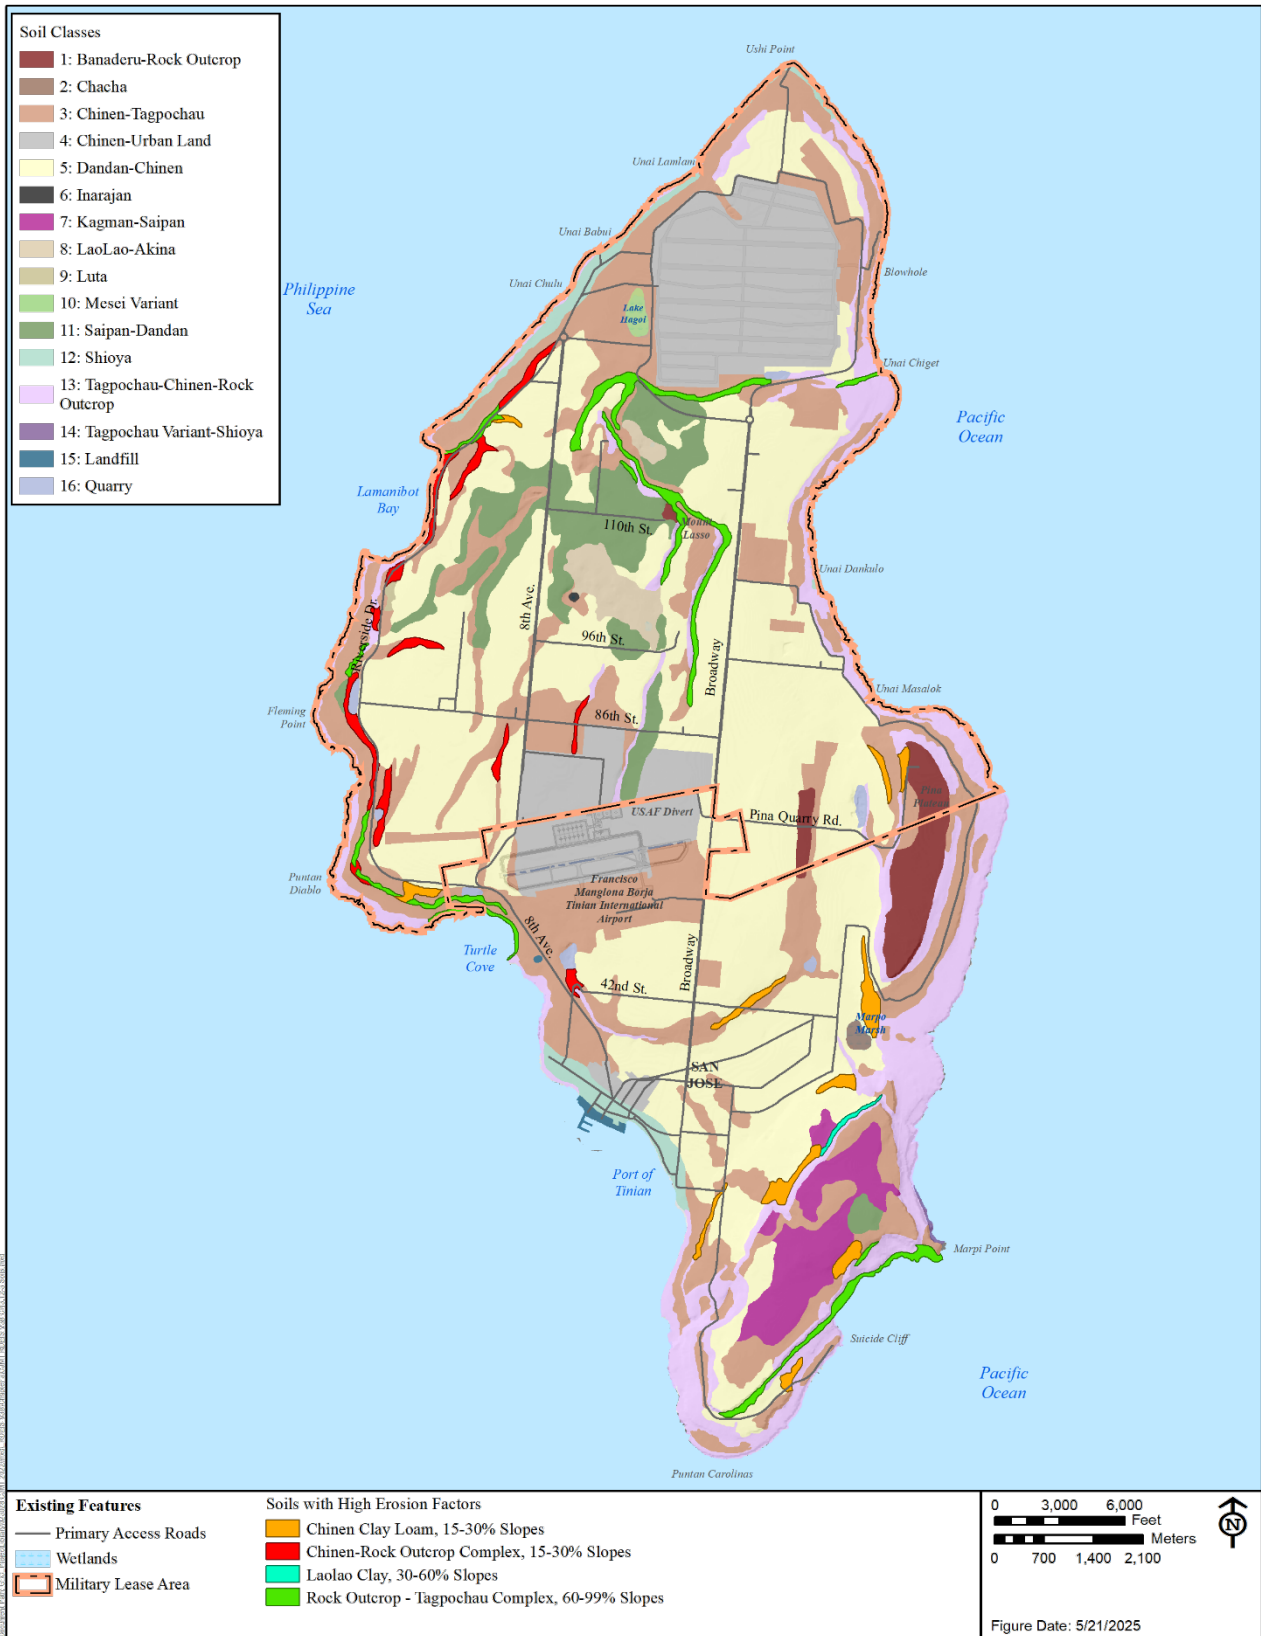 Soil Classes
1: Banaderu-Rock Outcrop
2: Chacha
3: Chinen-Tagpochau
4: Chinen-Urban Land
5: Dandan-Chinen
6: Inarajan
7: Kagman-Saipan
8: LaoLao-Akina
9: Luta
10: Mesei Variant
11: Saipan-Dandan
12: Shioya
13: Tagpochau-Chinen-Rock
Outcrop
14: Tagpochau Variant-Shioya
15: Landfill
16: Quarry
Ushi Point
Unai Lamlam
Unai Babui
Blowhole
Unai Chulu
Philippine
Sea
Lake
Hagoi
Unai Chiget
Pacific
Ocean
Lamanibot
Bay
110th St.
Mount
Lasso
Unai Dankulo
8th Ave.
Riverside Dr.
96th St.
Broadway
Unai Masalok
Fleming
Point
86th St.
Pina
Plateau
USAF Divert
Pina Quarry Rd.
Puntan
Diablo
Francisco
Manglona Borja
Tinian International
Airport
8th Ave.
Turtle
Cove
Broadway
42nd St.
Marpo
Marsh
SAN
JOSE
Port of
Tinian
Marpi Point
Suicide Cliff
Pacific
Ocean
Puntan Carolinas
Existing Features
Primary Access Roads
Wetlands
Military Lease Area
Soils with High Erosion Factors
Chinen Clay Loam, 15-30% Slopes
Chinen-Rock Outcrop Complex, 15-30% Slopes
Laolao Clay, 30-60% Slopes
Rock Outcrop - Tagpochau Complex, 60-99% Slopes
0 3,000 6,000
Feet
Meters
0 700 1,400 2,100
N
Figure Date: 5/21/2025